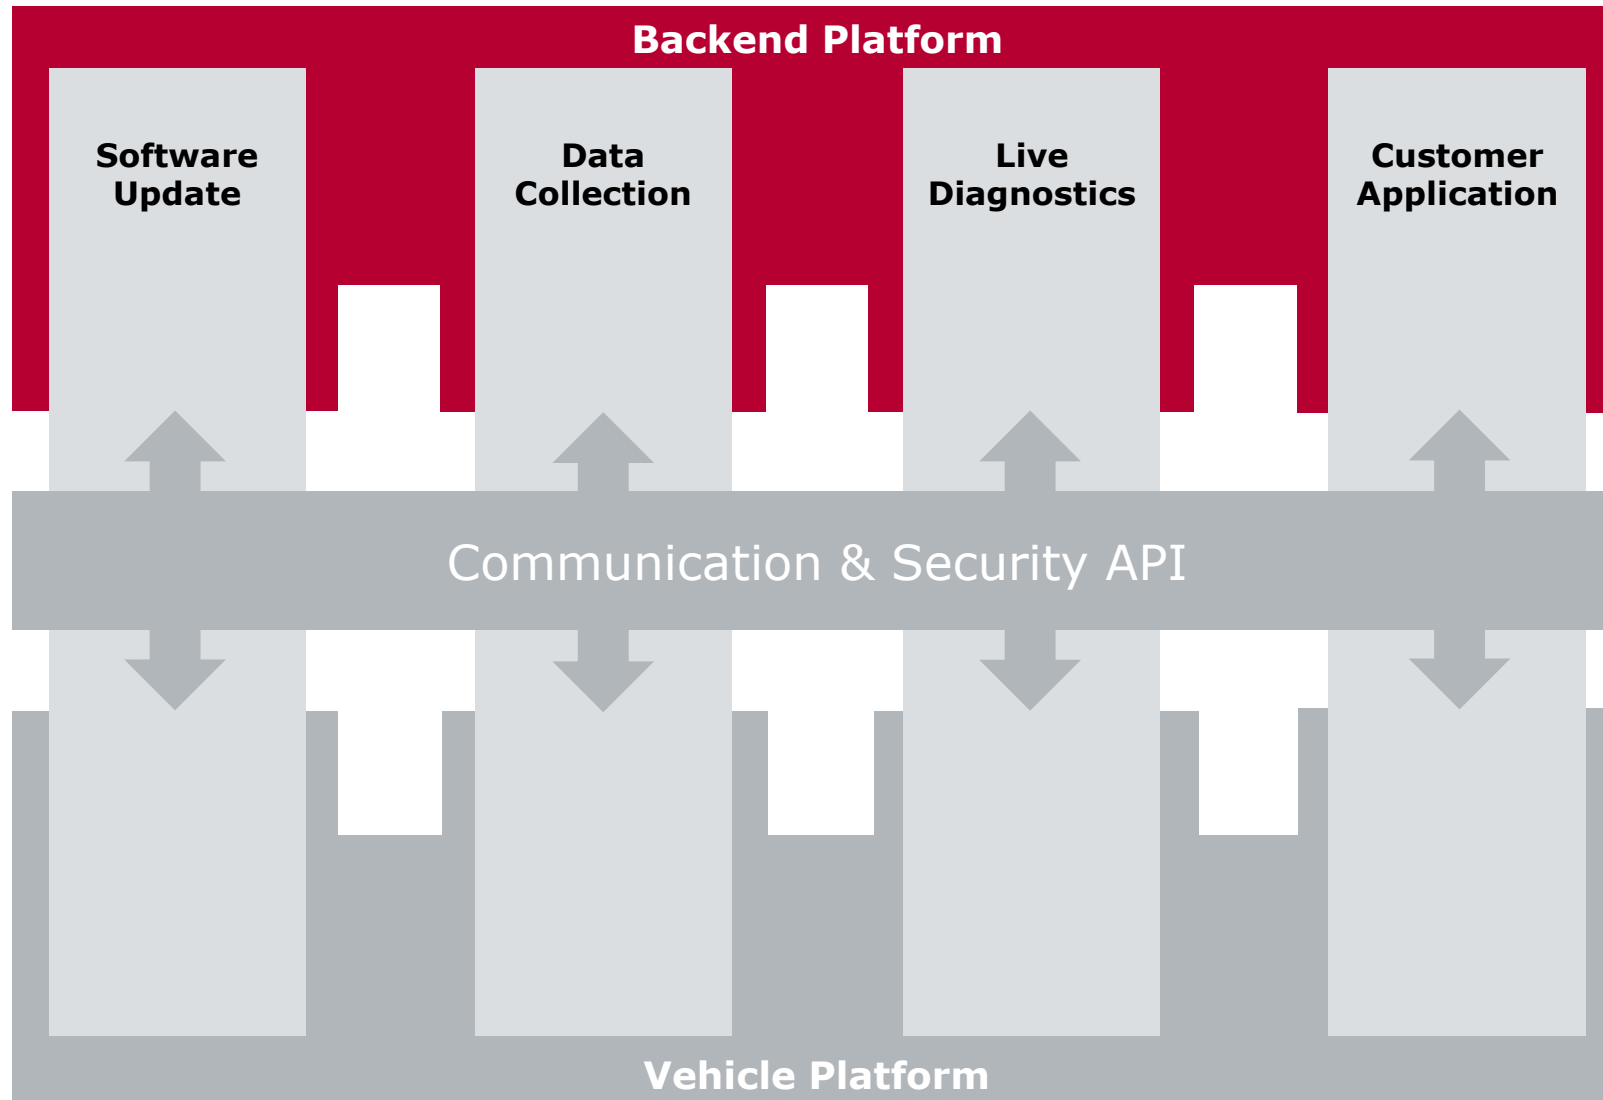 Backend Platform
Software
Update
Data
Collection
Live
Diagnostics
Customer
Application
Communication & Security API
Vehicle Platform